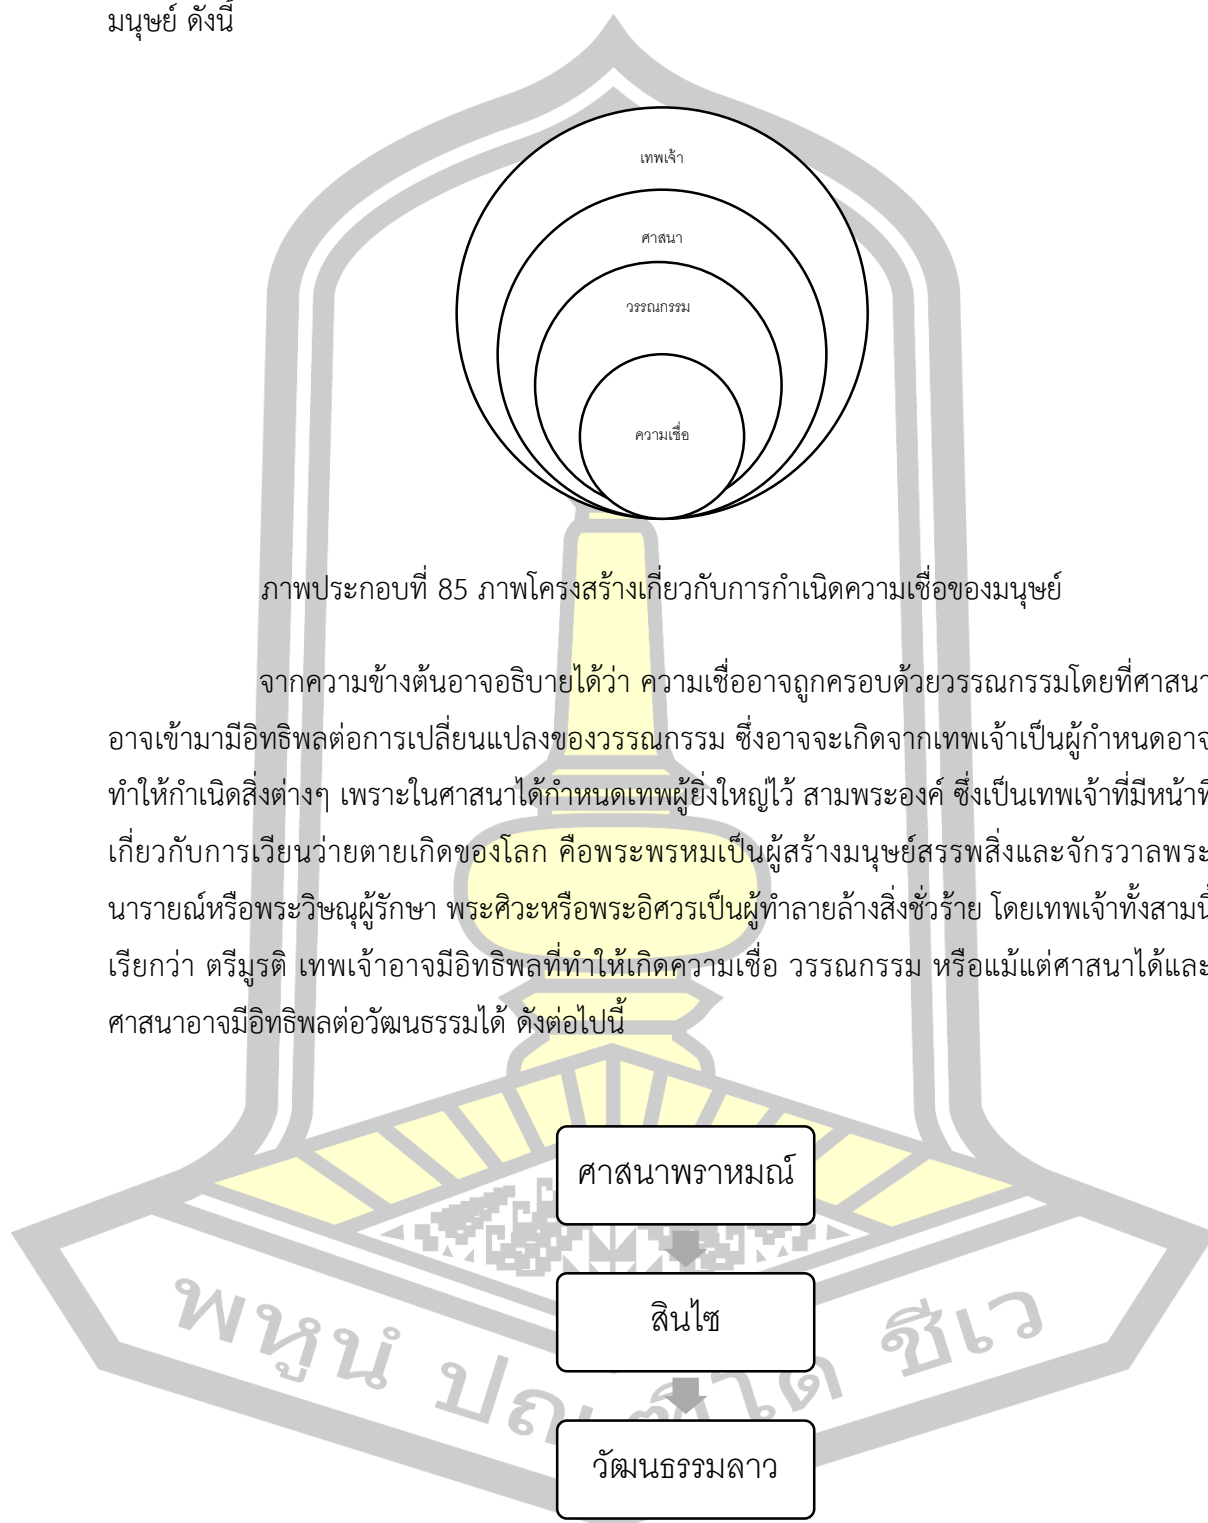 มนุษย์ ดังนี้
เทพเจ้า
ศาสนา
วรรณกรรม
ความเชื่อ
ภาพประกอบที่ 85 ภาพโครงสร้างเกี่ยวกับการกำเนิดความเชื่อของมนุษย์
จากความข้างต้นอาจอธิบายได้ว่า ความเชื่ออาจถูกครอบด้วยวรรณกรรมโดยที่ศาสนา
อาจเข้ามามีอิทธิพลต่อการเปลี่ยนแปลงของวรรณกรรม ซึ่งอาจจะเกิดจากเทพเจ้าเป็นผู้กำหนดอาจ
ทำให้กำเนิดสิ่งต่างๆ เพราะในศาสนาได้กำหนดเทพผู้ยิ่งใหญ่ไว้ สามพระองค์ ซึ่งเป็นเทพเจ้าที่มีหน้าที่
เกี่ยวกับการเวียนว่ายตายเกิดของโลก คือพระพรหมเป็นผู้สร้างมนุษย์สรรพสิ่งและจักรวาลพระ
นารายณ์หรือพระวิษณุผู้รักษา พระศิวะหรือพระอิศวรเป็นผู้ทำลายล้างสิ่งชั่วร้าย โดยเทพเจ้าทั้งสามนี้
เรียกว่า ตรีมูรติ เทพเจ้าอาจมีอิทธิพลที่ทำให้เกิดความเชื่อ วรรณกรรม หรือแม้แต่ศาสนาได้และ
ศาสนาอาจมีอิทธิพลต่อวัฒนธรรมได้ ดังต่อไปนี้
ศาสนาพราหมณ์
สินไซ
วัฒนธรรมลาว
พหูนํ ชีเว